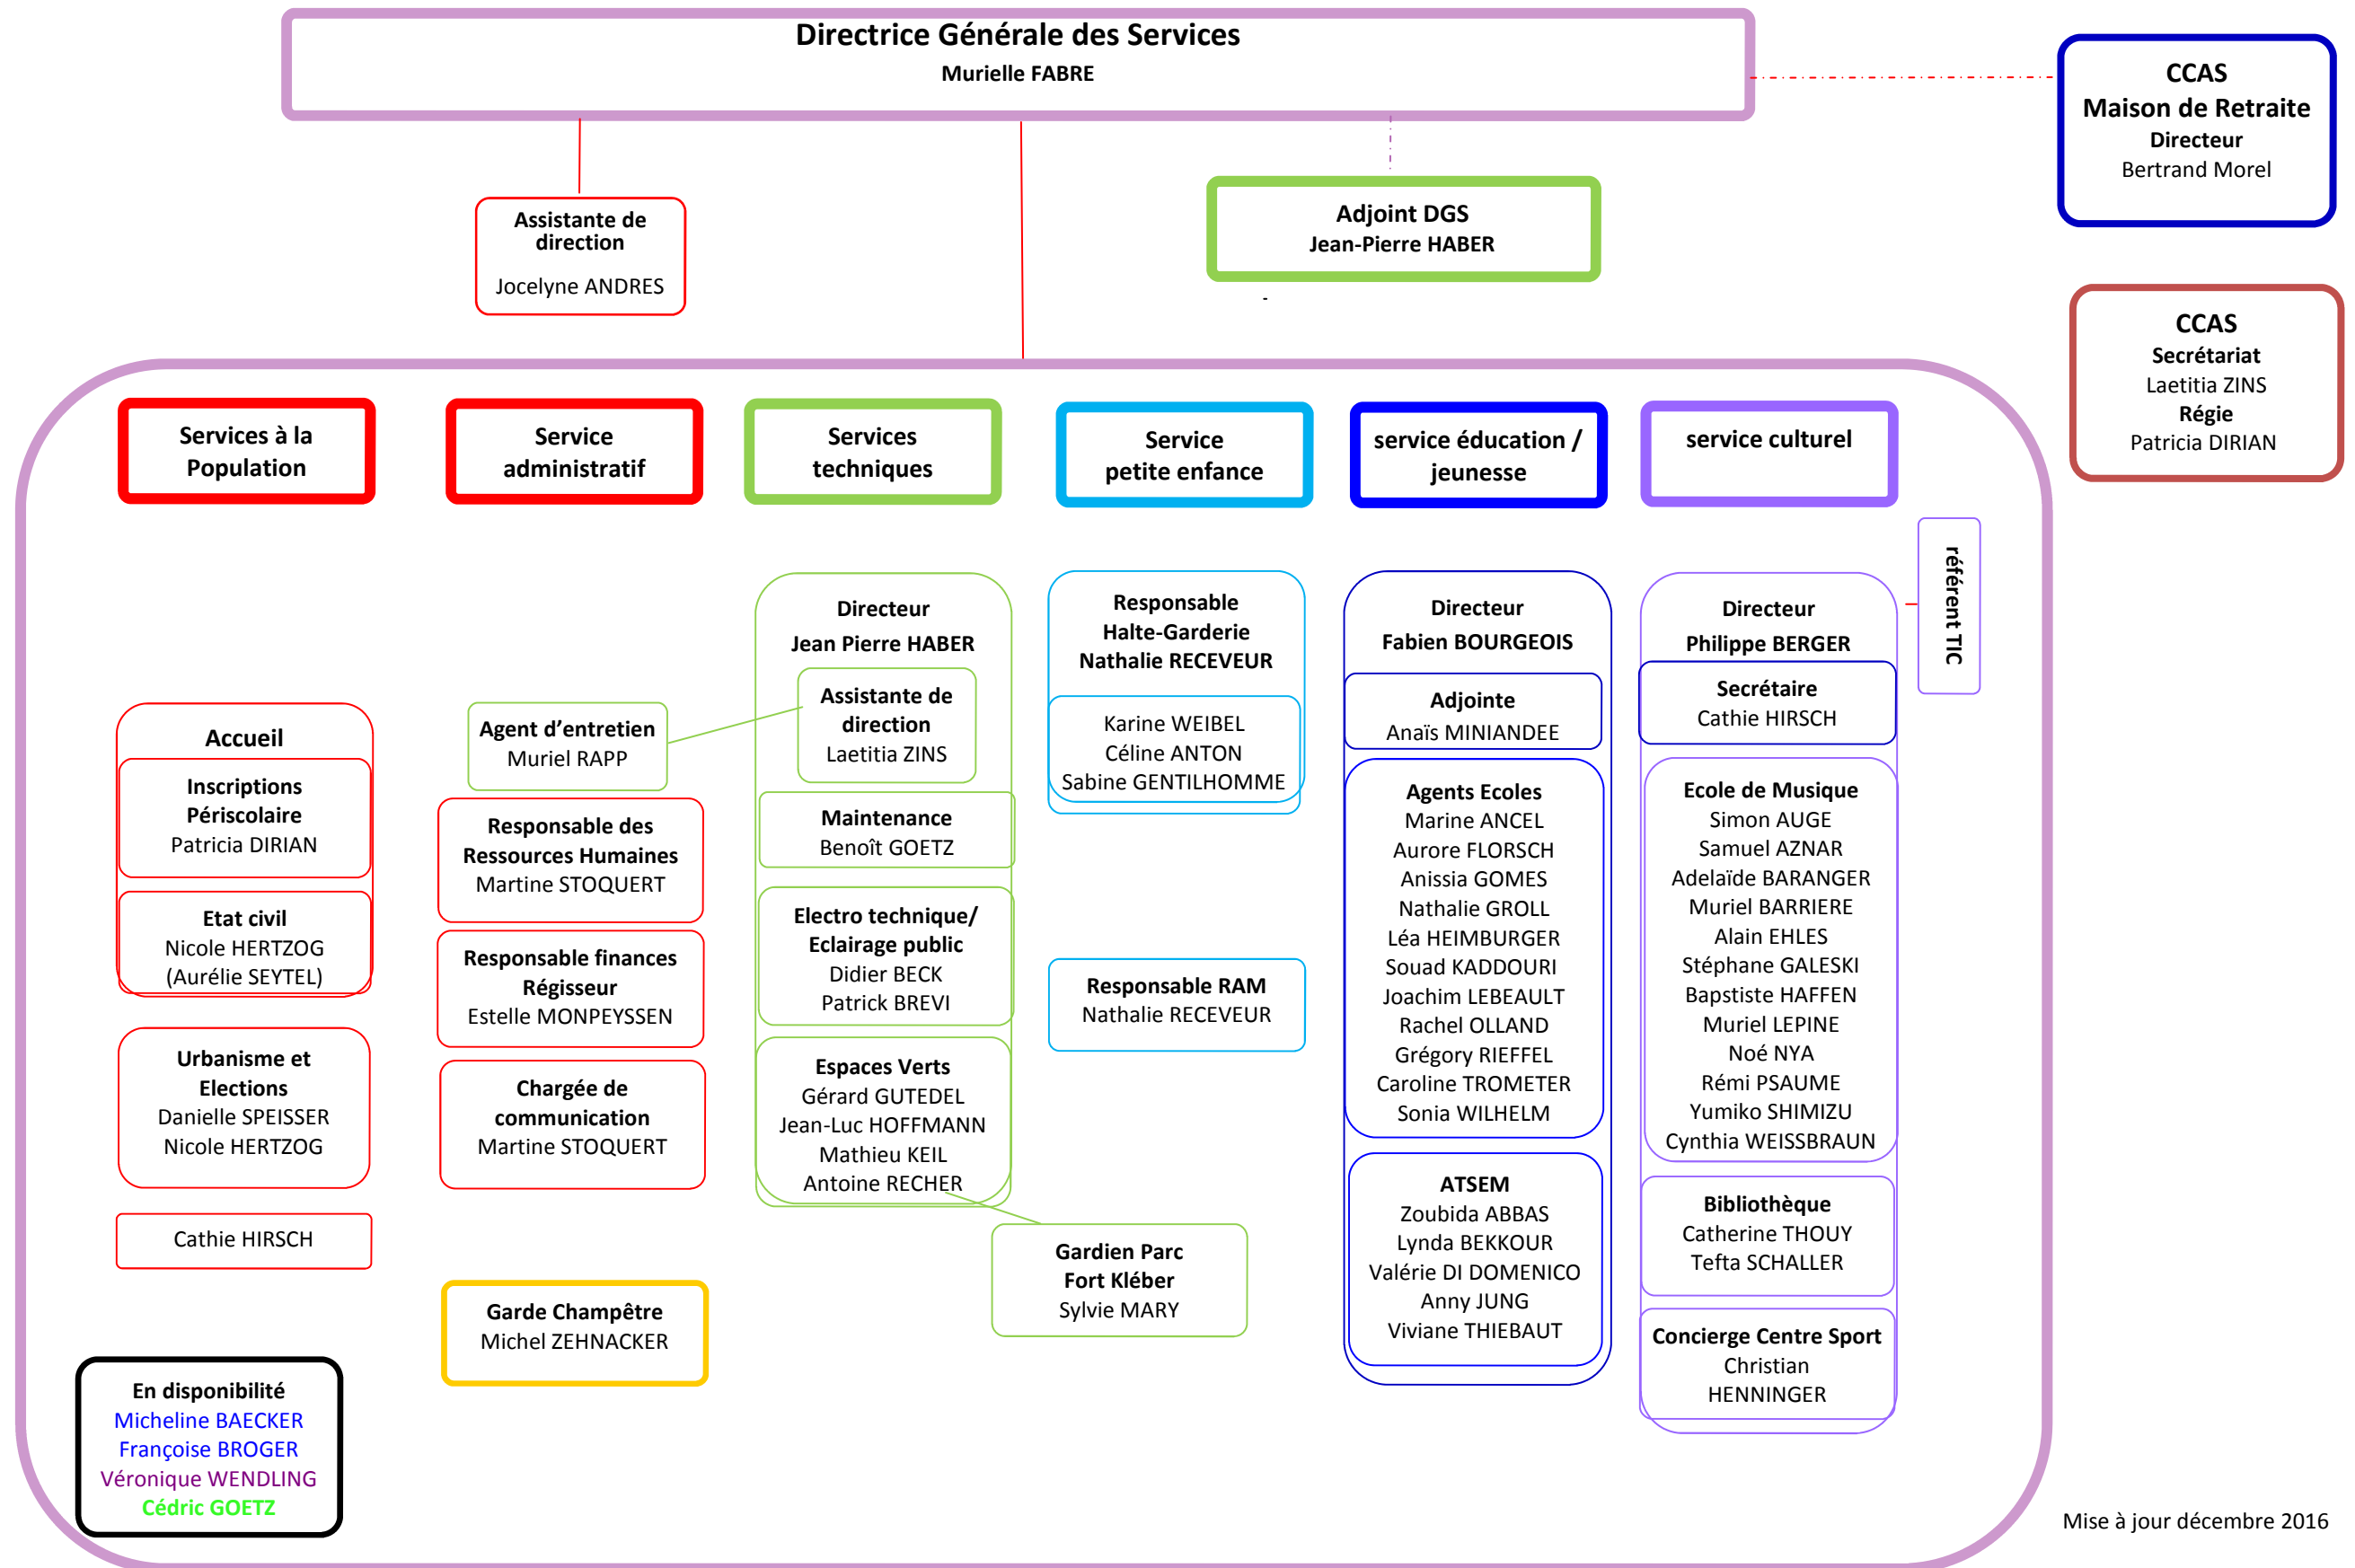 Directrice Générale des Services
Murielle FABRE
CCAS
Maison de Retraite
Directeur
Bertrand Morel
Assistante de
direction
Jocelyne ANDRES
Adjoint DGS
Jean-Pierre HABER
-
CCAS
Secrétariat
Laetitia ZINS
Régie
Patricia DIRIAN
Services à la
Population
Service
administratif
Services
techniques
Service
petite enfance
service éducation /
jeunesse
service culturel
référent TIC
Accueil
Inscriptions
Périscolaire
Patricia DIRIAN
Etat civil
Nicole HERTZOG
(Aurélie SEYTEL)
Urbanisme et
Elections
Danielle SPEISSER
Nicole HERTZOG
Cathie HIRSCH
En disponibilité
Micheline BAECKER
Françoise BROGER
Véronique WENDLING
Cédric GOETZ
Agent d’entretien
Muriel RAPP
Responsable des
Ressources Humaines
Martine STOQUERT
Responsable finances
Régisseur
Estelle MONPEYSSEN
Chargée de
communication
Martine STOQUERT
Garde Champêtre
Michel ZEHNACKER
Directeur
Jean Pierre HABER
Assistante de
direction
Laetitia ZINS
Maintenance
Benoît GOETZ
Electro technique/
Eclairage public
Didier BECK
Patrick BREVI
Espaces Verts
Gérard GUTEDEL
Jean-Luc HOFFMANN
Mathieu KEIL
Antoine RECHER
Gardien Parc
Fort Kléber
Sylvie MARY
Responsable
Halte-Garderie
Nathalie RECEVEUR
Karine WEIBEL
Céline ANTON
Sabine GENTILHOMME
Responsable RAM
Nathalie RECEVEUR
Directeur
Fabien BOURGEOIS
Adjointe
Anaïs MINIANDEE
Agents Ecoles
Marine ANCEL
Aurore FLORSCH
Anissia GOMES
Nathalie GROLL
Léa HEIMBURGER
Souad KADDOURI
Joachim LEBEAULT
Rachel OLLAND
Grégory RIEFFEL
Caroline TROMETER
Sonia WILHELM
ATSEM
Zoubida ABBAS
Lynda BEKKOUR
Valérie DI DOMENICO
Anny JUNG
Viviane THIEBAUT
Directeur
Philippe BERGER
Secrétaire
Cathie HIRSCH
Ecole de Musique
Simon AUGE
Samuel AZNAR
Adelaïde BARANGER
Muriel BARRIERE
Alain EHLES
Stéphane GALESKI
Bapstiste HAFFEN
Muriel LEPINE
Noé NYA
Rémi PSAUME
Yumiko SHIMIZU
Cynthia WEISSBRAUN
Bibliothèque
Catherine THOUY
Tefta SCHALLER
Concierge Centre Sport
Christian
HENNINGER
Mise à jour décembre 2016